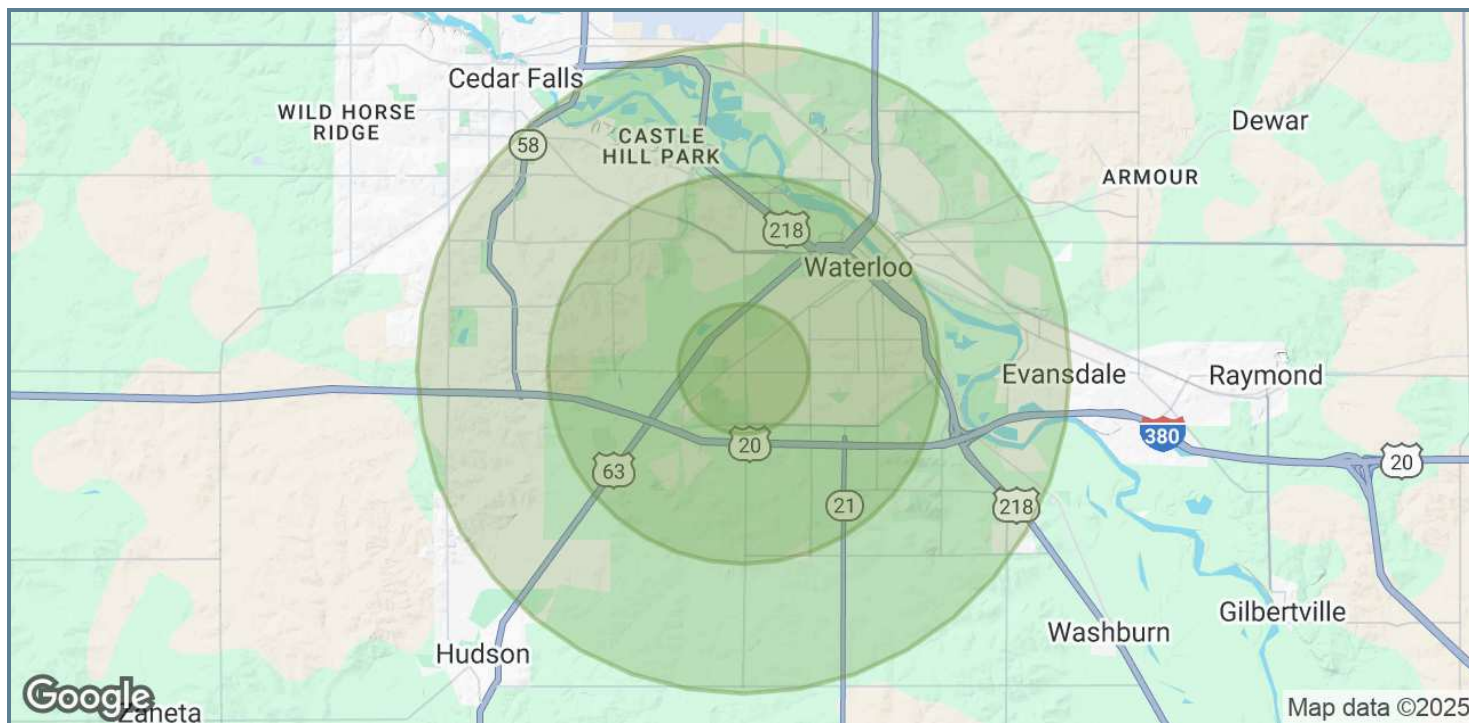 Cedar Falls
WILD HORSE
RIDGE
58
CASTLE
HILL PARK
Dewar
ARMOUR
218
Waterloo
Evansdale
Raymond
380
20
20
63
21
218
Gilbertville
Washburn
Hudson
Google
Zaneta
Map data ©2025